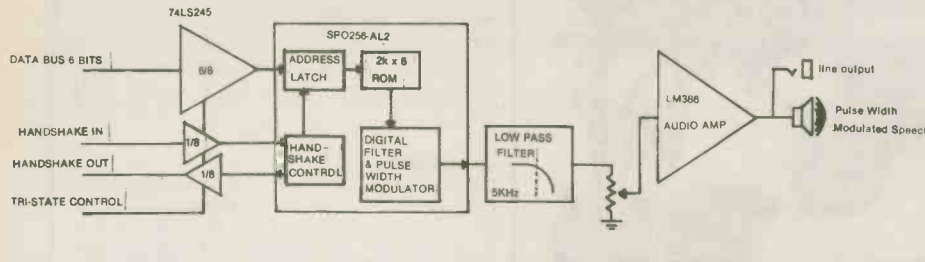 74LS245
SPO256-AL2
DATA BUS 6 BITS
6/8
ADDRESS
LATCH
2k x 8
ROM
LM386
AUDIO AMP
line output
Pulse Width
Modulated Speech
HANDSHAKE IN
1/8
HAND-
SHAKE
CONTROL
DIGITAL
FILTER
& PULSE
WIDTH
MODULATOR
LOW PASS
FILTER
5KHz
HANDSHAKE OUT
1/8
TRI-STATE CONTROL